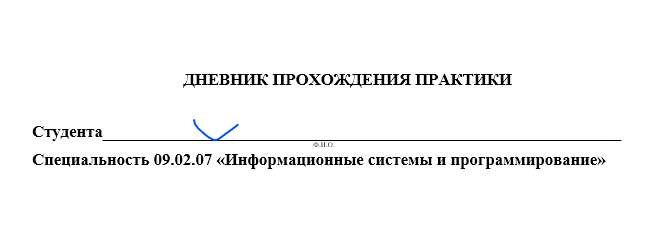 ДНЕВНИК ПРОХОЖДЕНИЯ ПРАКТИКИ
Студента
Ф.И.О.
Специальность 09.02.07 «Информационные системы и программирование»